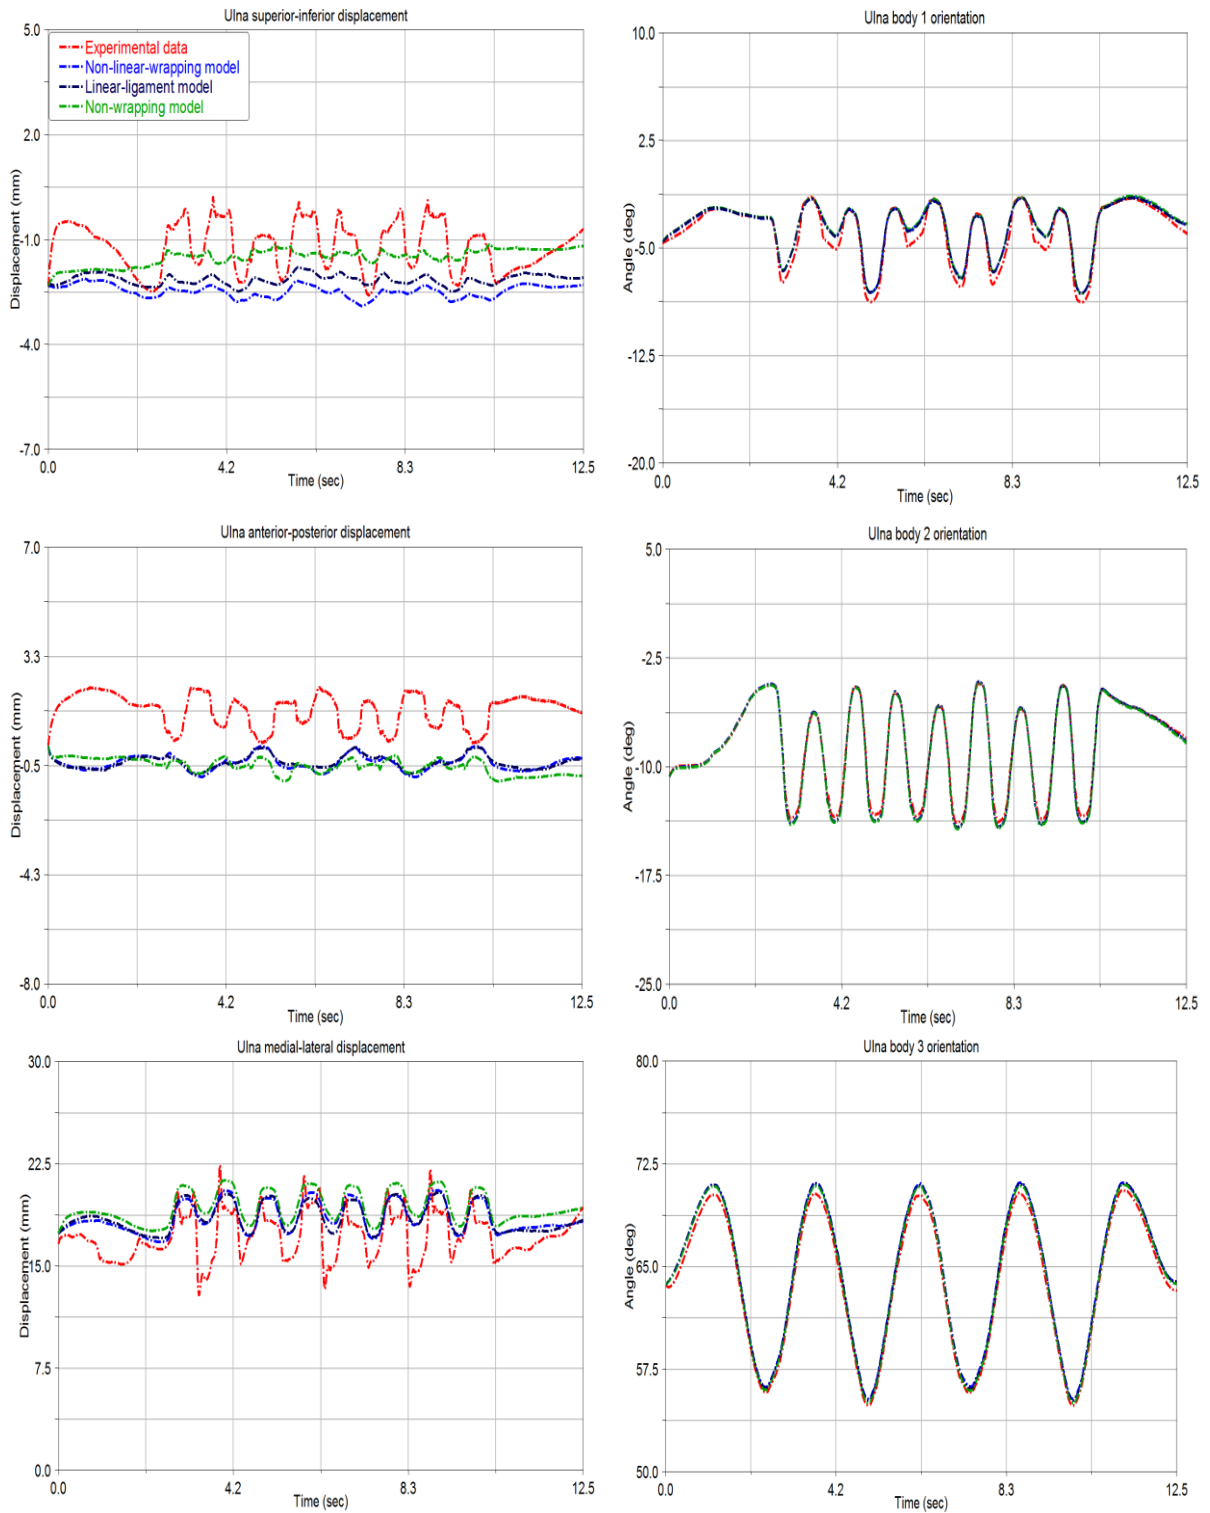 Ulna superior-inferior displacement
5.0
2.0
-1.0
-4.0
-7.0
Displacement (mm)
Experimental data
Non-linear-wrapping model
Linear-ligament model
Non-wrapping model
0.0 4.2 8.3 12.5
Time (sec)
Ulna body 1 orientation
10.0
2.5
-5.0
-12.5
-20.0
Angle (deg)
0.0 4.2 8.3 12.5
Time (sec)
Ulna anterior-posterior displacement
7.0
3.3
-0.5
-4.3
-8.0
Displacement (mm)
0.0 4.2 8.3 12.5
Time (sec)
Ulna body 2 orientation
5.0
-2.5
-10.0
-17.5
-25.0
Angle (deg)
0.0 4.2 8.3 12.5
Time (sec)
Ulna medial-lateral displacement
30.0
22.5
15.0
7.5
0.0
Displacement (mm)
0.0 4.2 8.3 12.5
Time (sec)
Ulna body 3 orientation
80.0
72.5
65.0
57.5
50.0
Angle (deg)
0.0 4.2 8.3 12.5
Time (sec)